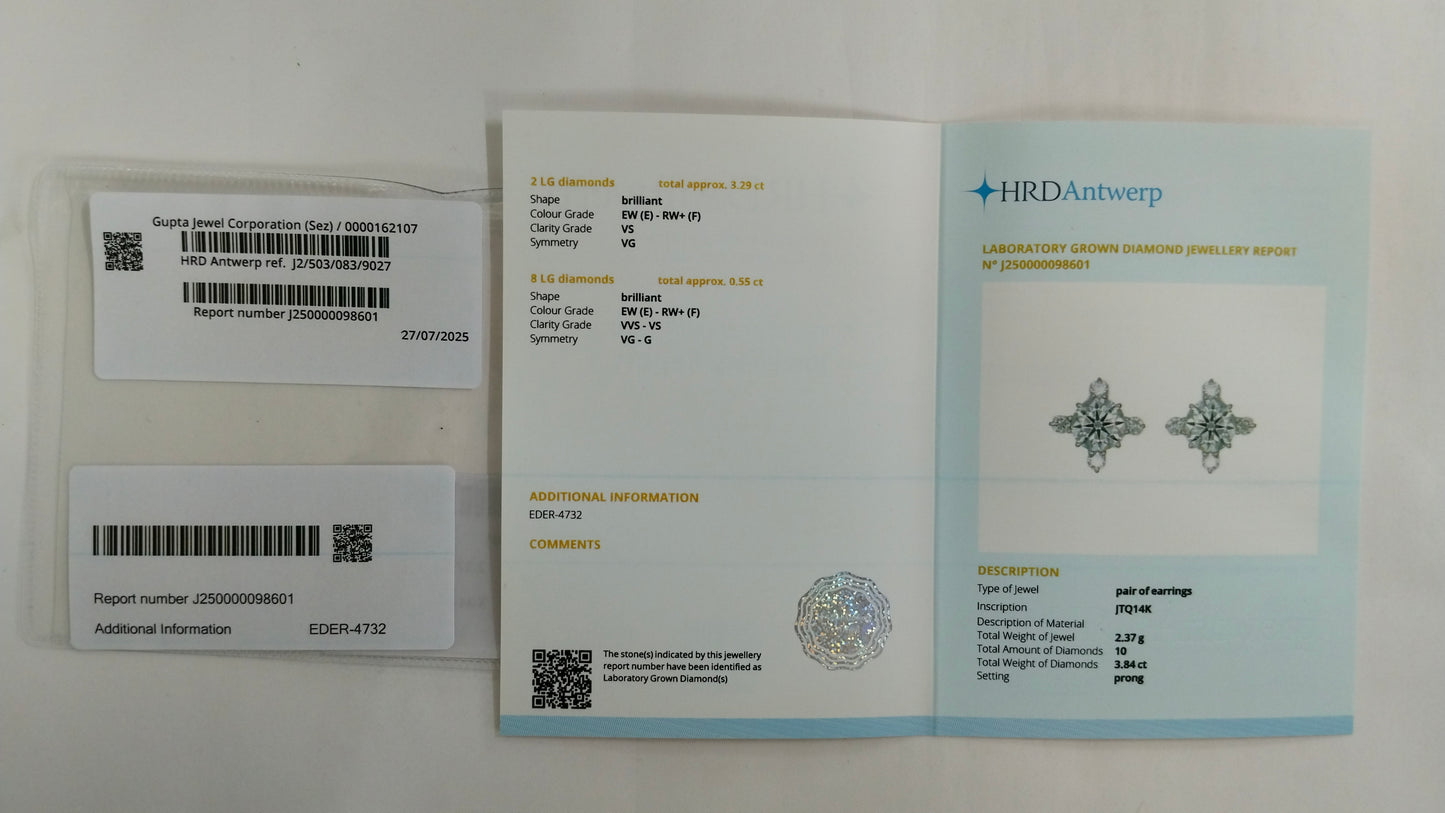 Gupta Jewel Corporation (Sez) / 0000162107
HRD Antwerp ref. J2/503/083/9027
Report number J250000098601
27/07/2025
Report number J250000098601
Additional Information EDER-4732
2 LG diamonds total approx. 3.29 ct
Shape brilliant
Colour Grade EW (E) - RW+ (F)
Clarity Grade VS
Symmetry VG
8 LG diamonds total approx. 0.55 ct
Shape brilliant
Colour Grade EW (E) - RW+ (F)
Clarity Grade VVS - VS
Symmetry VG - G
ADDITIONAL INFORMATION
EDER-4732
COMMENTS
The stone(s) indicated by this jewellery
report number have been identified as
Laboratory Grown Diamond(s)
HRDAntwerp
LABORATORY GROWN DIAMOND JEWELLERY REPORT
N° J250000098601
DESCRIPTION
Type of Jewel pair of earrings
Inscription JTQ14K
Description of Material
Total Weight of Jewel 2.37 g
Total Amount of Diamonds 10
Total Weight of Diamonds 3.84 ct
Setting prong